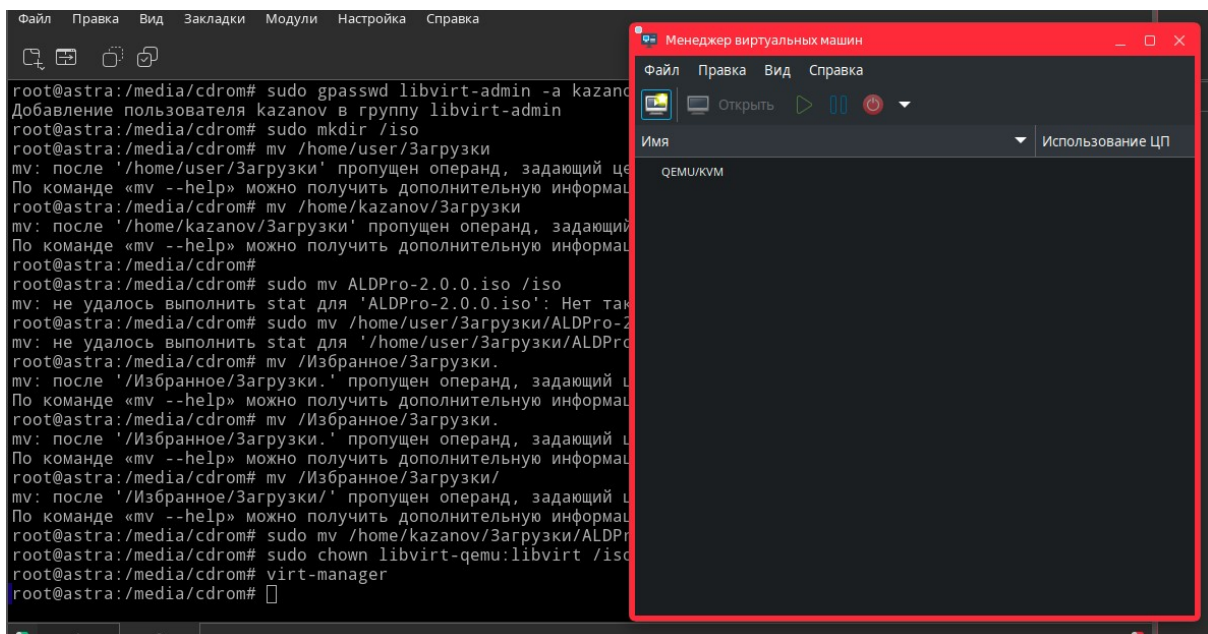 Файл Правка Вид Закладки Модули Настройка Справка
root@astra:/media/cdrom# sudo gpasswd libvirt-admin -a kazano
Добавление пользователя kazanov в группу libvirt-admin
root@astra:/media/cdrom# sudo mkdir /iso
root@astra:/media/cdrom# mv /home/user/Загрузки
mv: после '/home/user/Загрузки' пропущен операнд, задающий це
По команде «mv --help» можно получить дополнительную информац
root@astra:/media/cdrom# mv /home/kazanov/Загрузки
mv: после '/home/kazanov/Загрузки' пропущен операнд, задающий
По команде «mv --help» можно получить дополнительную информац
root@astra:/media/cdrom#
root@astra:/media/cdrom# sudo mv ALDPro-2.0.0.iso /iso
mv: не удалось выполнить stat для 'ALDPro-2.0.0.iso': Нет так
root@astra:/media/cdrom# sudo mv /home/user/Загрузки/ALDPro-2
mv: не удалось выполнить stat для '/home/user/Загрузки/ALDPro
root@astra:/media/cdrom# mv /Избранное/Загрузки.
mv: после '/Избранное/Загрузки.' пропущен операнд, задающий ц
По команде «mv --help» можно получить дополнительную информац
root@astra:/media/cdrom# mv /Избранное/Загрузки.
mv: после '/Избранное/Загрузки.' пропущен операнд, задающий ц
По команде «mv --help» можно получить дополнительную информац
root@astra:/media/cdrom# mv /Избранное/Загрузки/
mv: после '/Избранное/Загрузки/' пропущен операнд, задающий ц
По команде «mv --help» можно получить дополнительную информац
root@astra:/media/cdrom# sudo mv /home/kazanov/Загрузки/ALDPr
root@astra:/media/cdrom# sudo chown libvirt-qemu:libvirt /iso
root@astra:/media/cdrom# virt-manager
root@astra:/media/cdrom#
Менеджер виртуальных машин
Файл Правка Вид Справка
Открыть
Имя Использование ЦП
QEMU/KVM